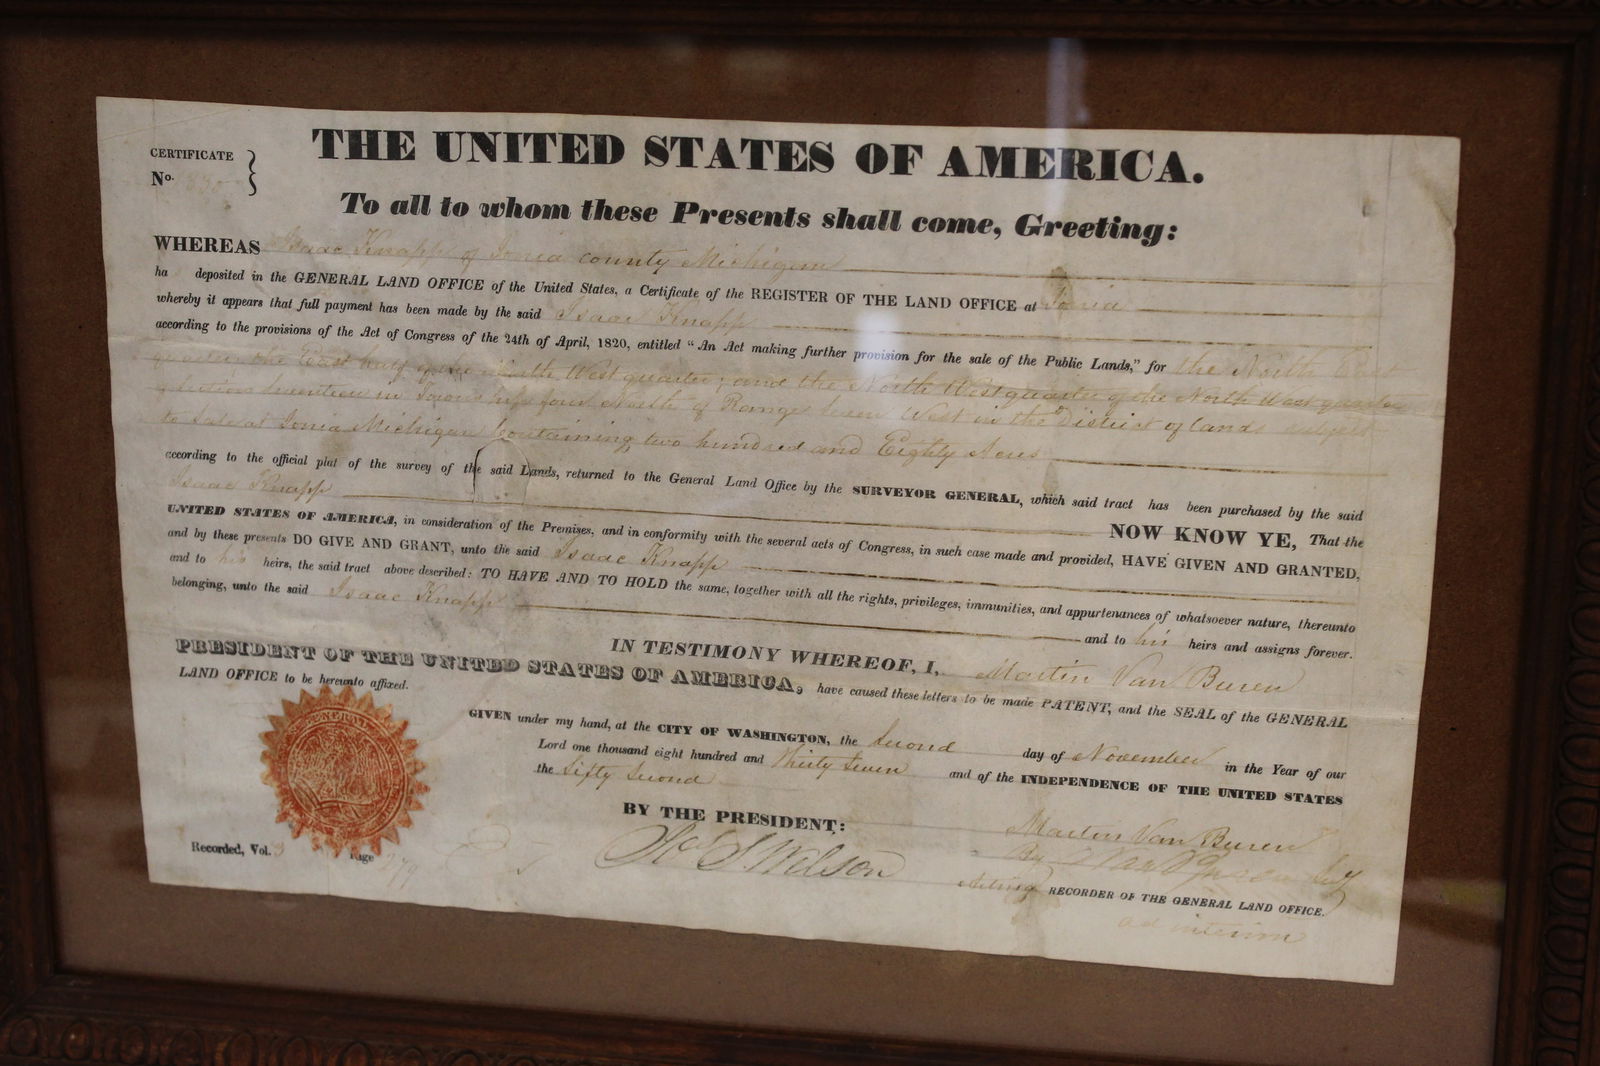 THE UNITED STATES OF AMERICA.
CERTIFICATE
No.
To all to whom these Presents shall come, Greeting:
WHEREAS Isaac Knapp of Ionia county Michigan
ha deposited in the GENERAL LAND OFFICE of the United States, a Certificate of the REGISTER OF THE LAND OFFICE at Ionia
whereby it appears that full payment has been made by the said Isaac Knapp
according to the provisions of the Act of Congress of the 24th of April, 1820, entitled "An Act making further provision for the sale of the Public Lands," for the North East
quarter; the East half of the North West quarter; and the North West quarter of the North West quarter
of section seventeen in Township four North of Range seven West in the District of lands subject
to sale at Ionia Michigan containing two hundred and Eighty Acres
according to the official plat of the survey of the said Lands, returned to the General Land Office by the SURVEYOR GENERAL, which said tract has been purchased by the said
Isaac Knapp
NOW KNOW YE, That the
UNITED STATES OF AMERICA, in consideration of the Premises, and in conformity with the several acts of Congress, in such case made and provided, HAVE GIVEN AND GRANTED,
and by these presents DO GIVE AND GRANT, unto the said Isaac Knapp
and to his heirs, the said tract above described: TO HAVE AND TO HOLD the same, together with all the rights, privileges, immunities, and appurtenances of whatsoever nature, thereunto
belonging, unto the said Isaac Knapp
and to his heirs and assigns forever.
IN TESTIMONY WHEREOF, I, Martin Van Buren
PRESIDENT OF THE UNITED STATES OF AMERICA, have caused these letters to be made PATENT, and the SEAL of the GENERAL
LAND OFFICE to be hereunto affixed.
GIVEN under my hand, at the CITY OF WASHINGTON, the second day of November in the Year of our
Lord one thousand eight hundred and thirty seven and of the INDEPENDENCE OF THE UNITED STATES
the sixty second
BY THE PRESIDENT: Martin Van Buren
By Sec'y
Acting RECORDER OF THE GENERAL LAND OFFICE.
ad interim
Recorded, Vol. 3 Page 279